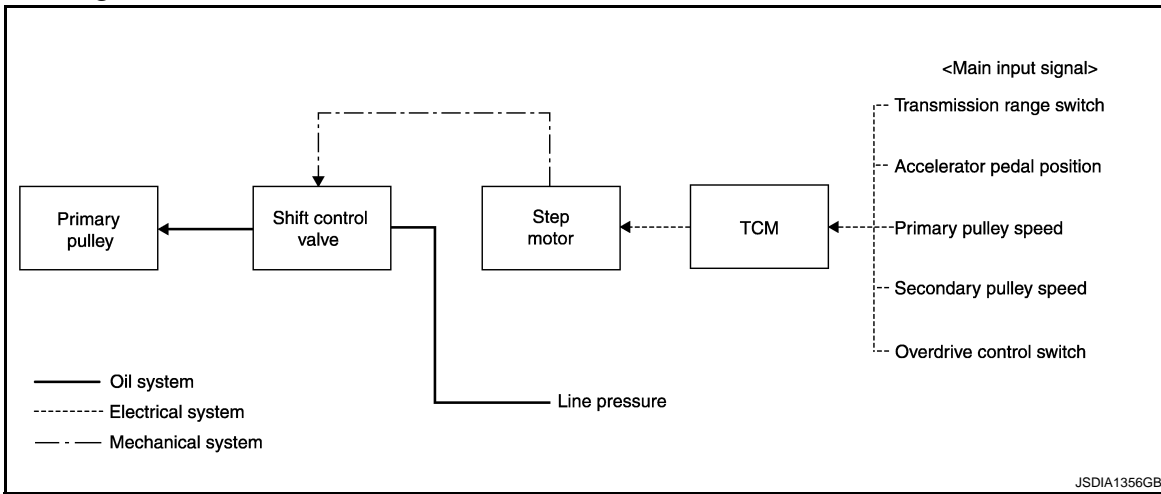 <Main input signal>
Transmission range switch
Accelerator pedal position
Primary
pulley
Shift control
valve
Step
motor
TCM
Primary pulley speed
Secondary pulley speed
Overdrive control switch
Oil system
Line pressure
Electrical system
Mechanical system
JSDIA1356GB